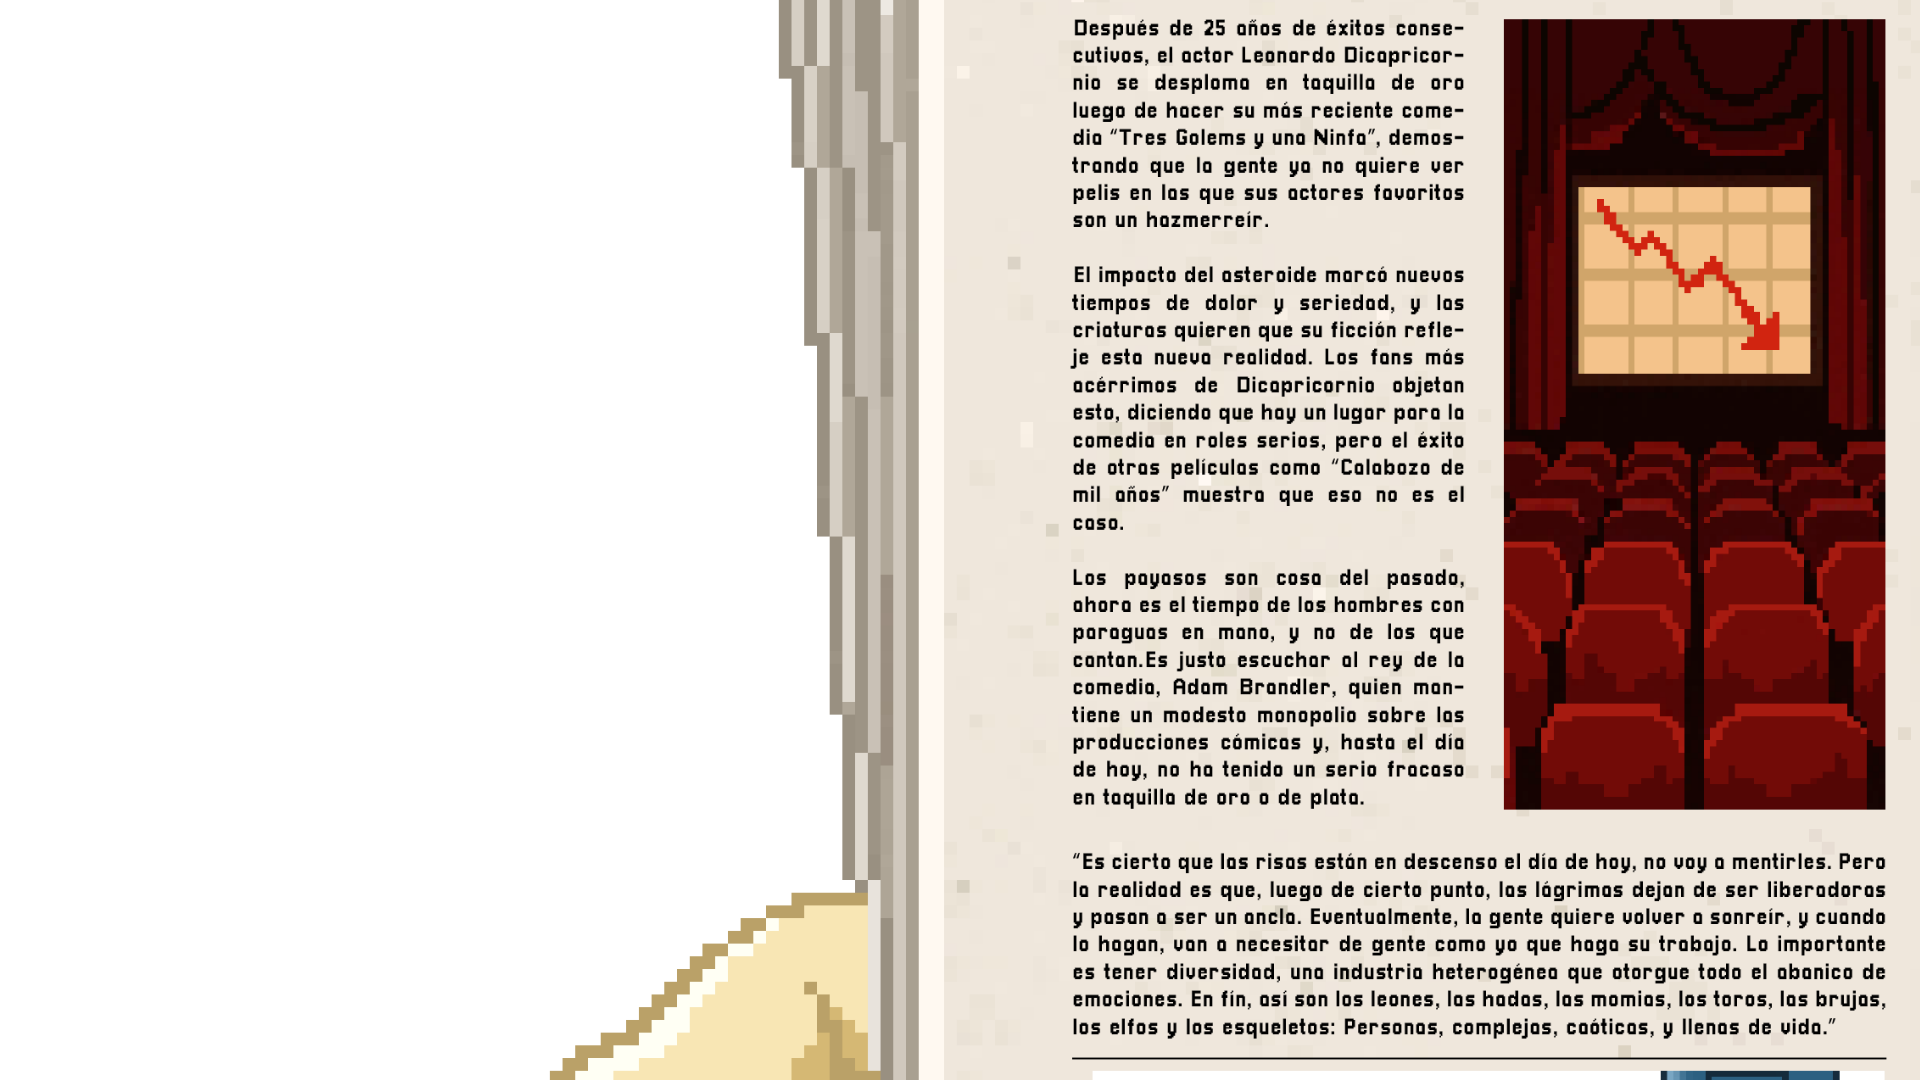 Después de 25 años de éxitos conse-
cutivos, el actor Leonardo Dicapricor-
nio se desploma en taquilla de oro
luego de hacer su más reciente come-
dia “Tres Golems y una Ninfa”, demos-
trando que la gente ya no quiere ver
pelis en las que sus actores favoritos
son un hazmerreír.
El impacto del asteroide marcó nuevos
tiempos de dolor y seriedad, y las
criaturas quieren que su ficción refle-
je esta nueva realidad. Los fans más
acérrimos de Dicapricornio objetan
esto, diciendo que hay un lugar para la
comedia en roles serios, pero el éxito
de otras películas como “Calabozo de
mil años” muestra que eso no es el
caso.
Los payasos son cosa del pasado,
ahora es el tiempo de los hombres con
paraguas en mano, y no de los que
cantan.Es justo escuchar al rey de la
comedia, Adam Brandler, quien man-
tiene un modesto monopolio sobre las
producciones cómicas y, hasta el día
de hoy, no ha tenido un serio fracaso
en taquilla de oro o de plata.
“Es cierto que las risas están en descenso el día de hoy, no voy a mentirles. Pero
la realidad es que, luego de cierto punto, las lágrimas dejan de ser liberadoras
y pasan a ser un ancla. Eventualmente, la gente quiere volver a sonreír, y cuando
lo hagan, van a necesitar de gente como yo que haga su trabajo. Lo importante
es tener diversidad, una industria heterogénea que otorgue todo el abanico de
emociones. En fín, así son los leones, las hadas, las momias, los toros, las brujas,
los elfos y los esqueletos: Personas, complejas, caóticas, y llenas de vida.”